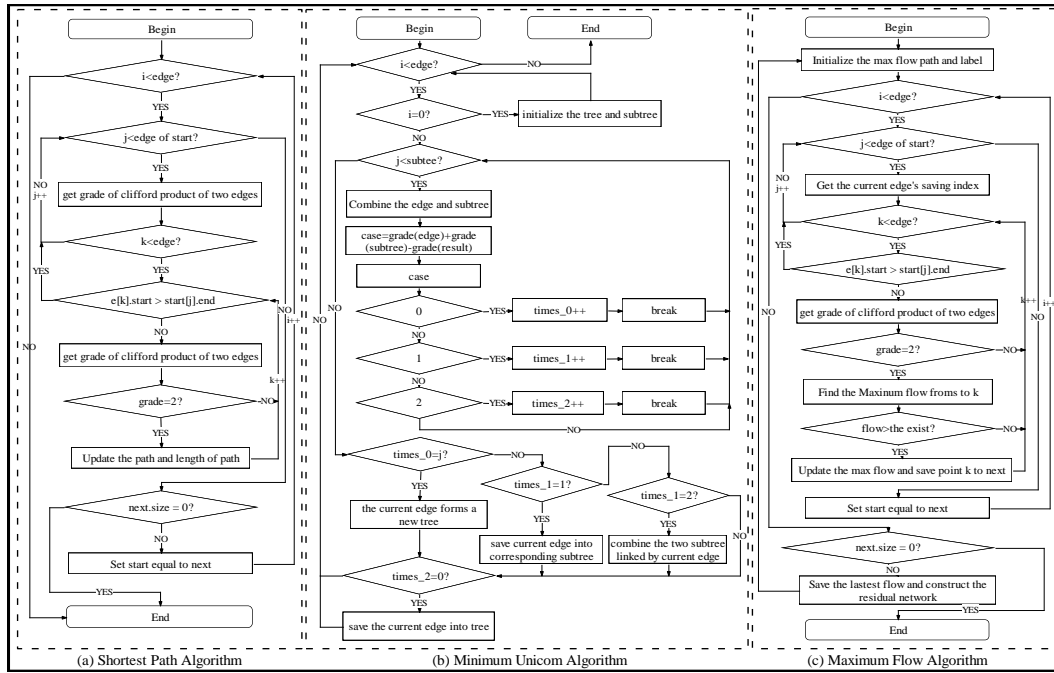 Begin
i<edge?
YES
j<edge of start?
YES
NO
j++
get grade of clifford product of two edges
k<edge?
YES
YES
e[k].start > start[j].end
NO
i++
NO
NO
get grade of clifford product of two edges
k++
grade=2?
NO
YES
Update the path and length of path
next.size = 0?
NO
Set start equal to next
YES
End
(a) Shortest Path Algorithm
Begin
End
i<edge?
NO
YES
i=0?
YES
initialize the tree and subtree
NO
j<subtee?
YES
Combine the edge and subtree
case=grade(edge)+grade
(subtree)-grade(result)
case
NO
NO
0
YES
times_0++
break
NO
1
YES
times_1++
break
NO
2
YES
times_2++
break
NO
times_0=j?
NO
NO
YES
times_1=1?
times_1=2?
the current edge forms a
new tree
YES
YES
NO
save current edge into
corresponding subtree
combine the two subtree
linked by current edge
times_2=0?
YES
save the current edge into tree
(b) Minimum Unicom Algorithm
Begin
Initialize the max flow path and label
i<edge?
YES
j<edge of start?
YES
NO
j++
Get the current edge's saving index
k<edge?
YES
YES
e[k].start > start[j].end
NO
k++
i++
NO
NO
get grade of clifford product of two edges
grade=2?
NO
YES
Find the Maxinum flow froms to k
flow>the exist?
NO
YES
Update the max flow and save point k to next
Set start equal to next
next.size = 0?
NO
Save the lastest flow and construct the
residual network
YES
End
(c) Maximum Flow Algorithm